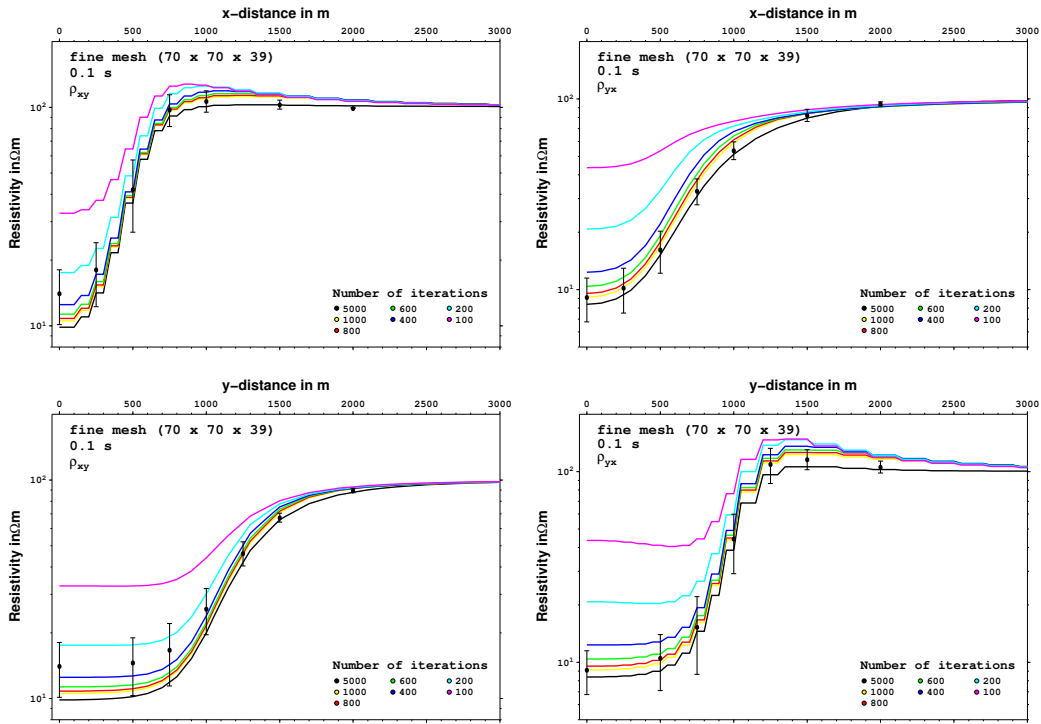 x-distance in m
0 500 1000 1500 2000 2500 3000
fine mesh (70 x 70 x 39)
0.1 s
ρxy
10²
10¹
Resistivity inΩm
Number of iterations
5000 600 200
1000 400 100
800
x-distance in m
0 500 1000 1500 2000 2500 3000
fine mesh (70 x 70 x 39)
0.1 s
ρyx
10²
10¹
Resistivity inΩm
Number of iterations
5000 600 200
1000 400 100
800
y-distance in m
0 500 1000 1500 2000 2500 3000
fine mesh (70 x 70 x 39)
0.1 s
ρxy
10²
10¹
Resistivity inΩm
Number of iterations
5000 600 200
1000 400 100
800
y-distance in m
0 500 1000 1500 2000 2500 3000
fine mesh (70 x 70 x 39)
0.1 s
ρyx
10²
10¹
Resistivity inΩm
Number of iterations
5000 600 200
1000 400 100
800